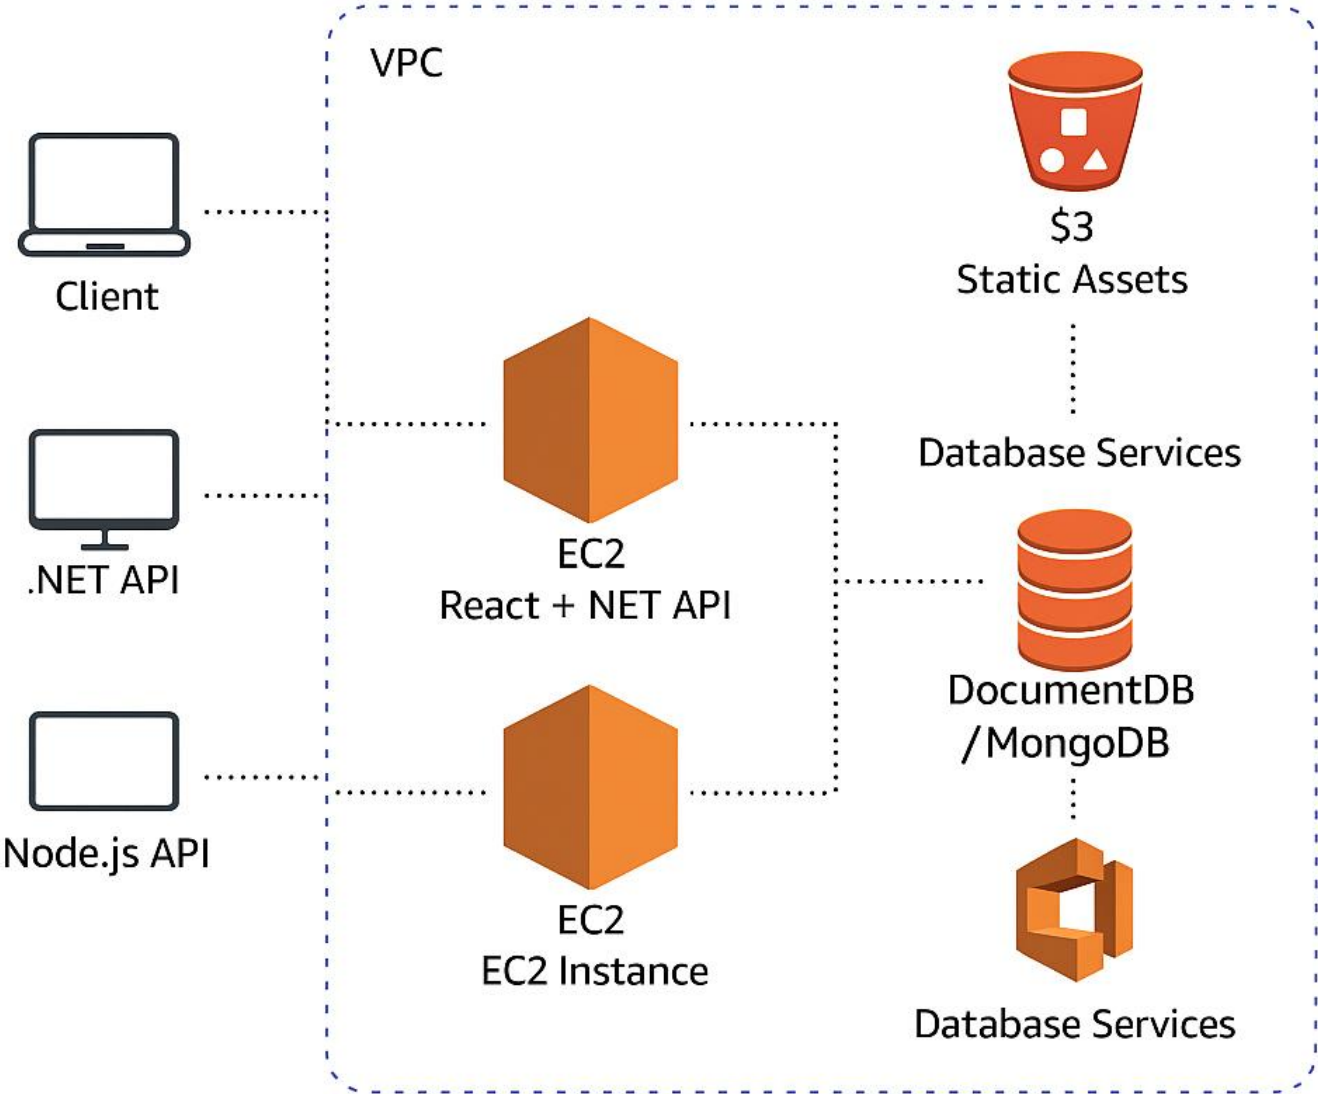 VPC
Client
.NET API
Node.js API
EC2
React + NET API
EC2
EC2 Instance
$3
Static Assets
Database Services
DocumentDB
/MongoDB
Database Services